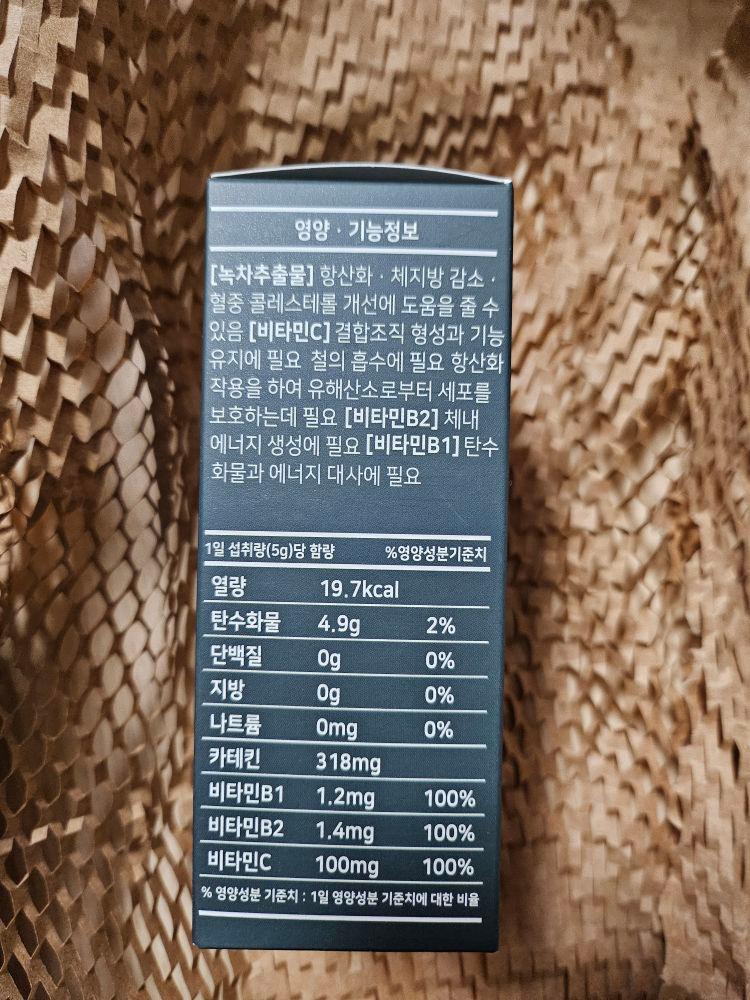 영양 · 기능정보
[녹차추출물] 항산화 · 체지방 감소 ·
혈중 콜레스테롤 개선에 도움을 줄 수
있음 [비타민C] 결합조직 형성과 기능
유지에 필요 철의 흡수에 필요 항산화
작용을 하여 유해산소로부터 세포를
보호하는데 필요 [비타민B2] 체내
에너지 생성에 필요 [비타민B1] 탄수
화물과 에너지 대사에 필요
1일 섭취량(5g)당 함량 %영양성분기준치
열량 19.7kcal
탄수화물 4.9g 2%
단백질 0g 0%
지방 0g 0%
나트륨 0mg 0%
카테킨 318mg
비타민B1 1.2mg 100%
비타민B2 1.4mg 100%
비타민C 100mg 100%
% 영양성분 기준치 : 1일 영양성분 기준치에 대한 비율